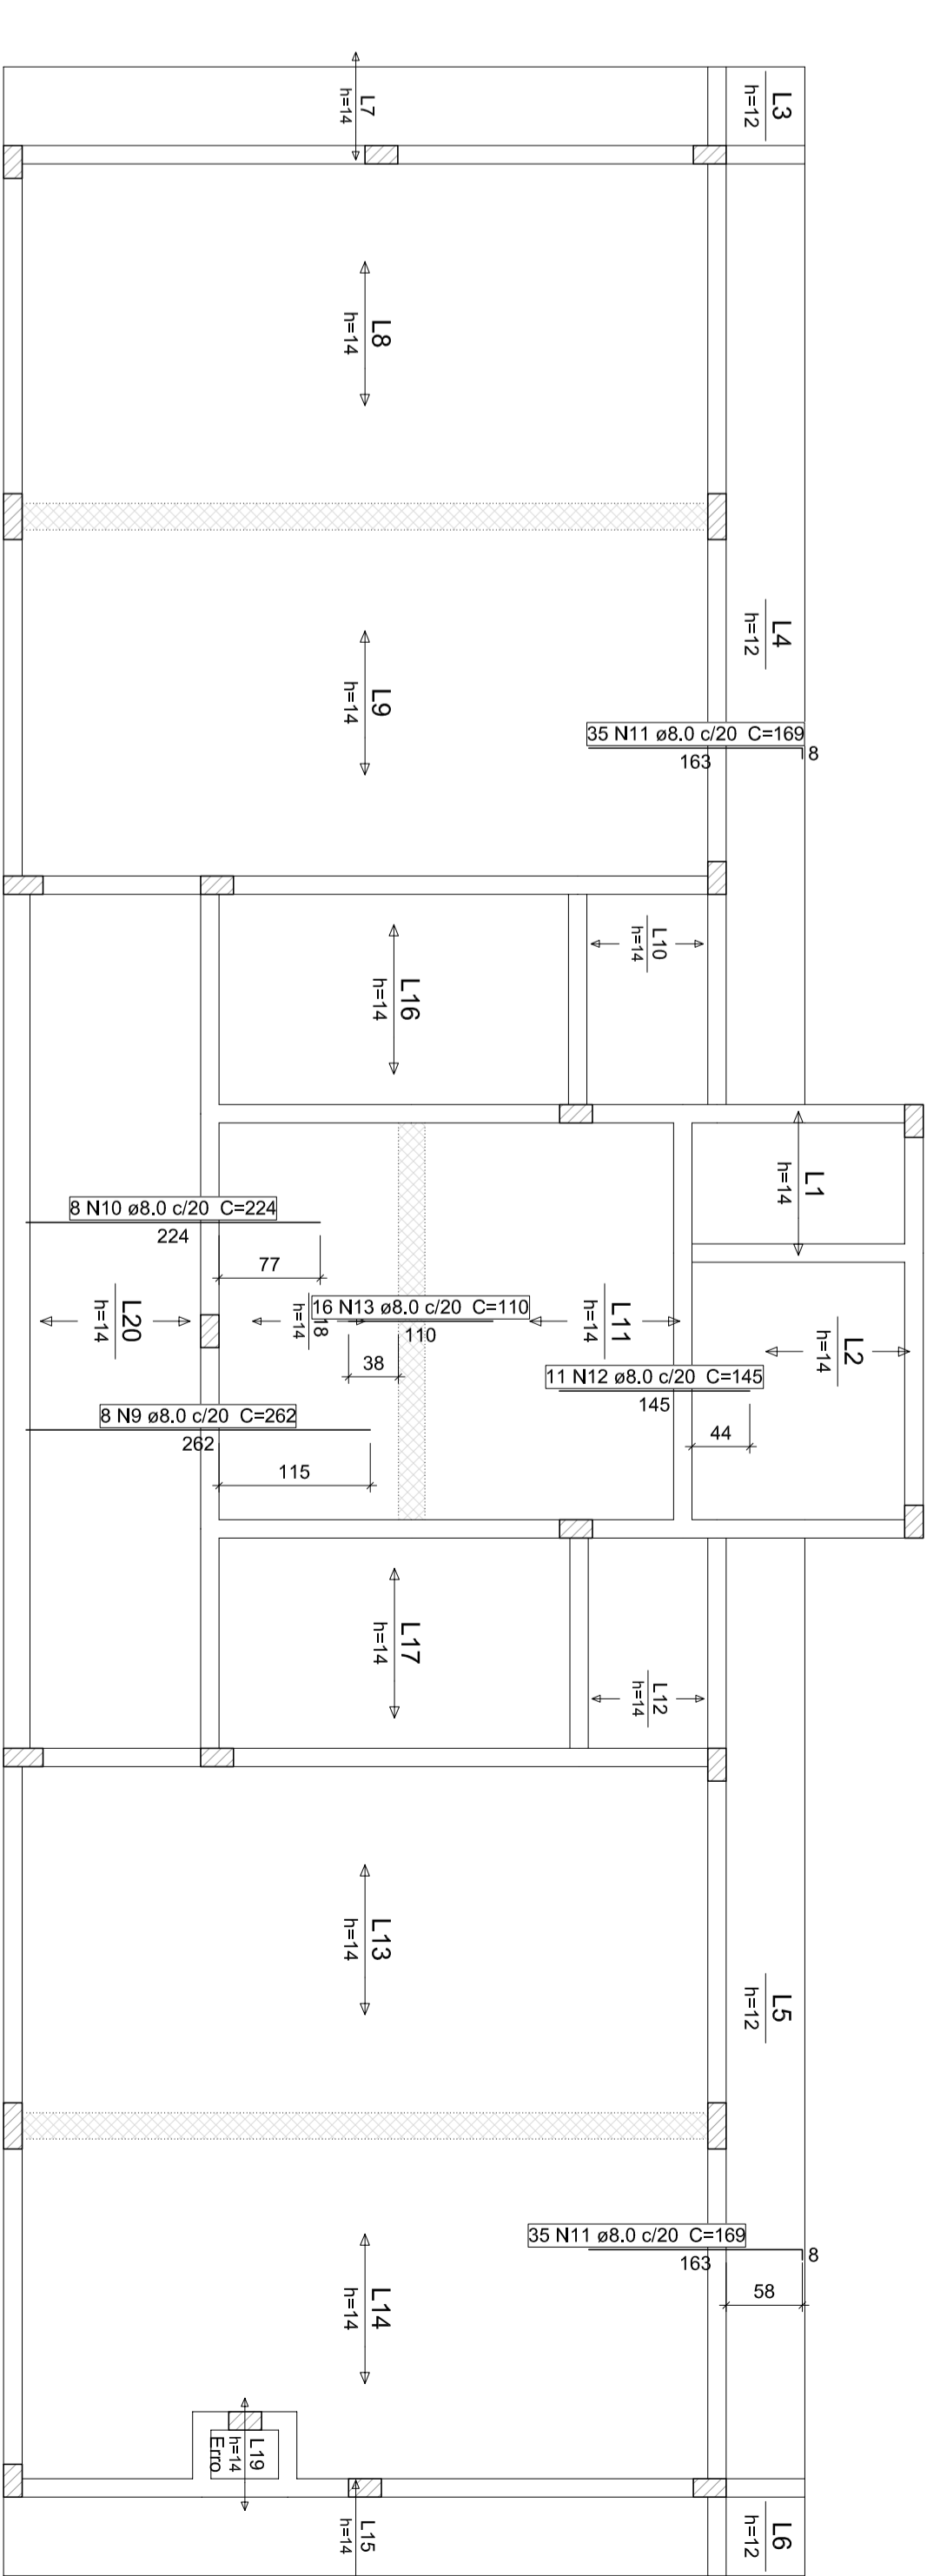 L3
h=12
L7
h=14
L8
h=14
L4
h=12
L9
h=14
35 N11 ø8.0 c/20 C=169
163
8
L10
h=14
L16
h=14
L1
h=14
8 N10 ø8.0 c/20 C=224
224
77
L20
h=14
18
h=14
16 N13 ø8.0 c/20 C=110
110
38
L11
h=14
L2
h=14
11 N12 ø8.0 c/20 C=145
145
44
8 N9 ø8.0 c/20 C=262
262
115
L17
h=14
L12
h=14
L13
h=14
L5
h=12
35 N11 ø8.0 c/20 C=169
163
8
58
L14
h=14
L19
h=14
Erro
L15
h=14
L6
h=12